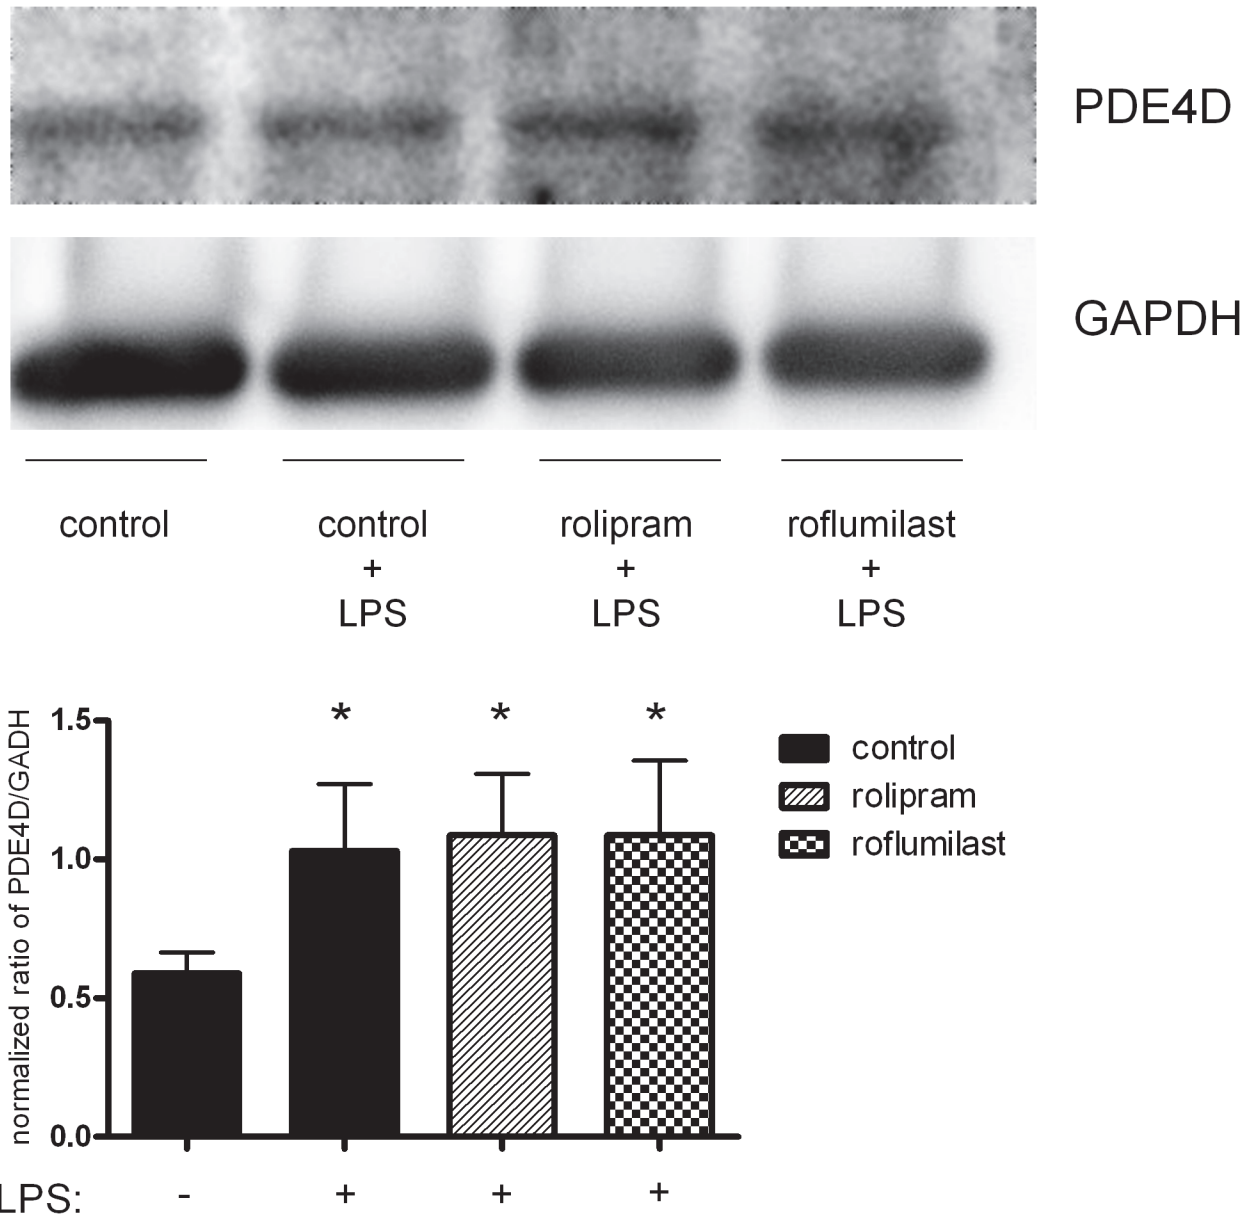 PDE4D
GAPDH
control control rolipram roflumilast
+ + +
LPS LPS LPS
normalized ratio of PDE4D/GADH
1.5
1.0
0.5
0.0
* * *
control
rolipram
roflumilast
LPS: - + + +